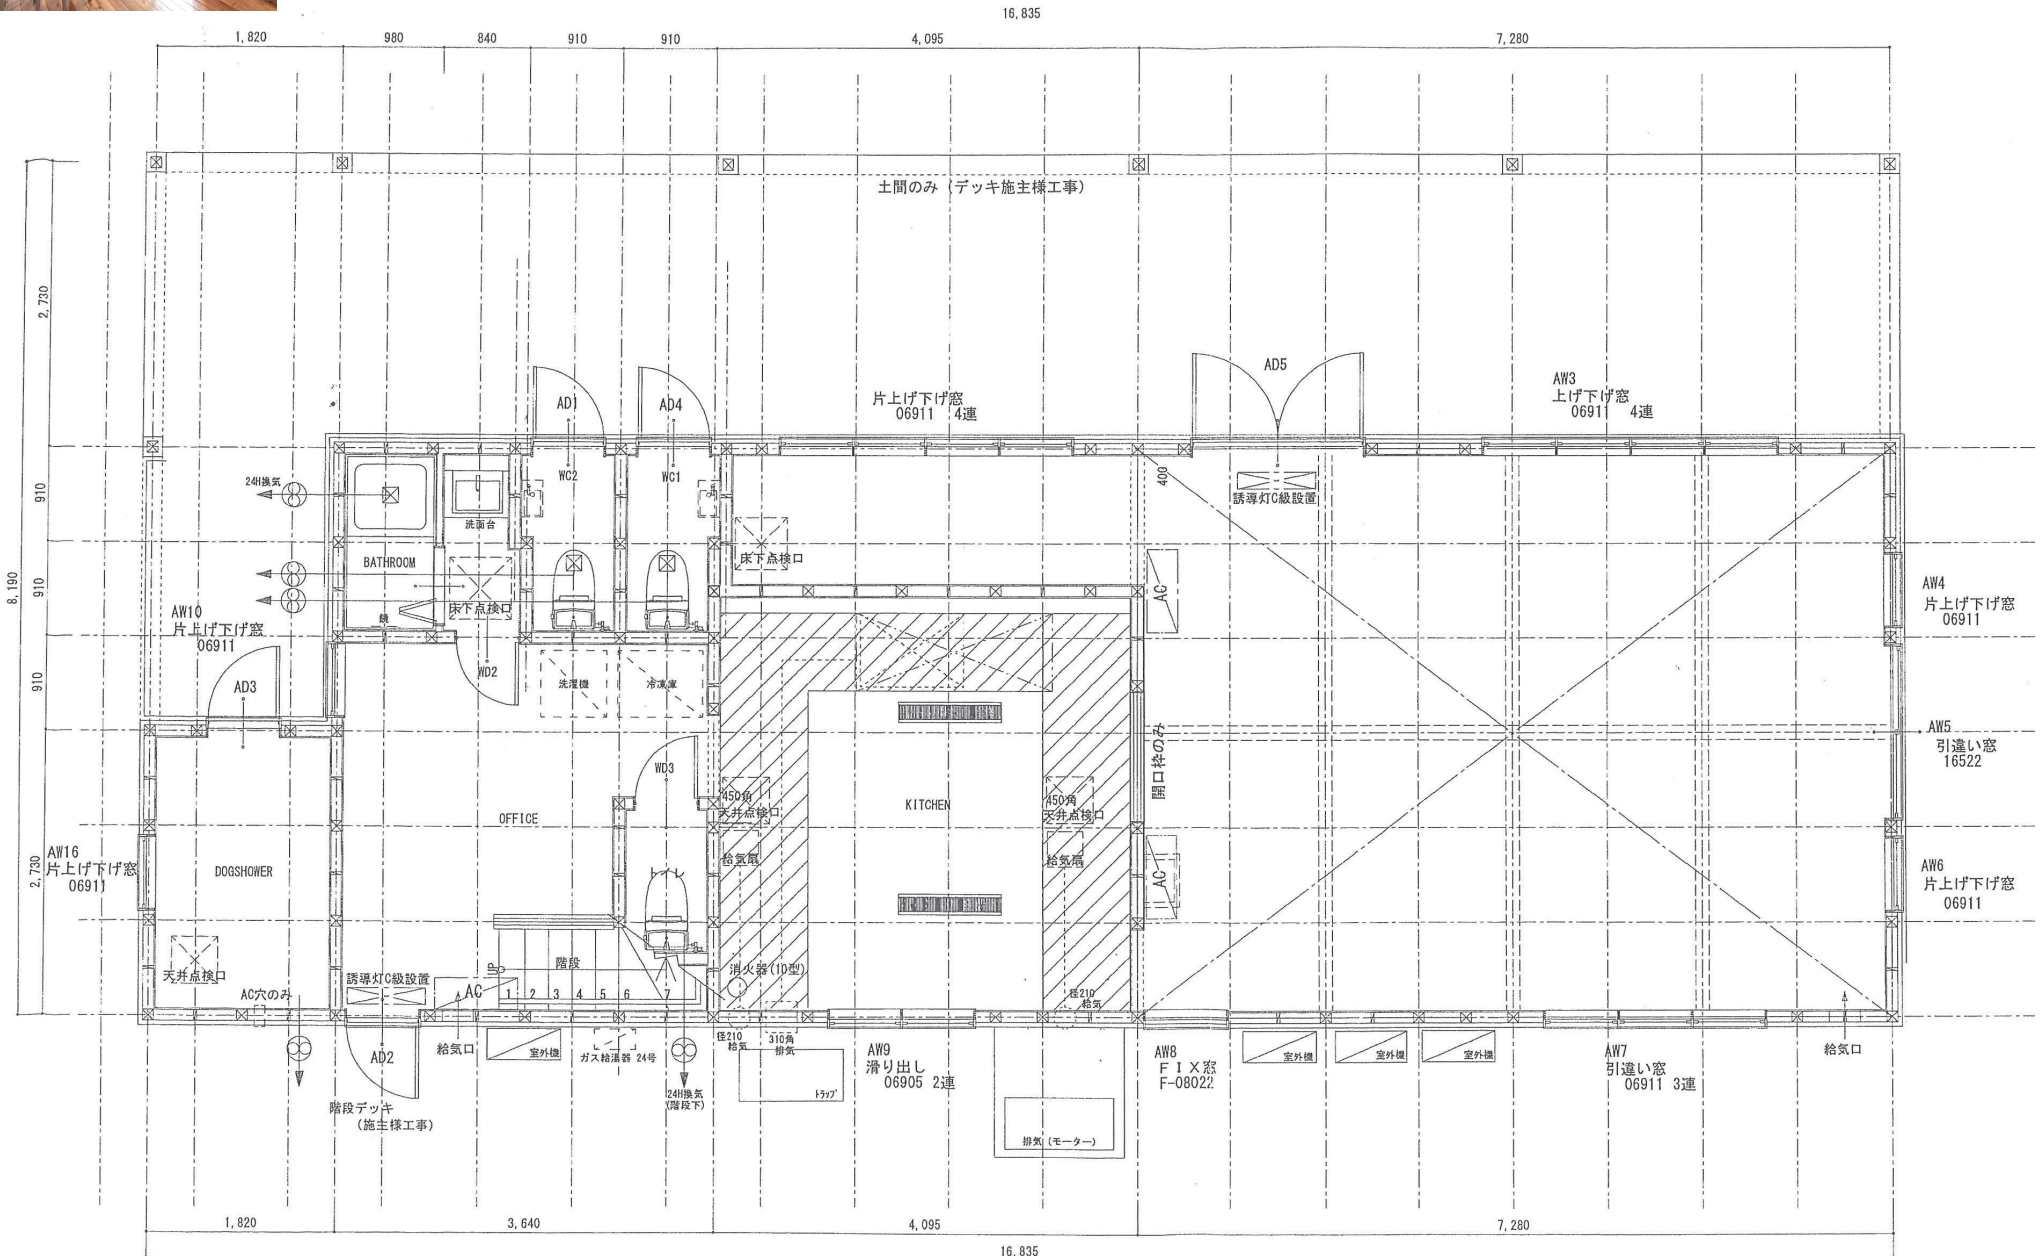 16,835
1,820
980
840
910
910
4,095
7,280
土間のみ (デッキ施主様工事)
2,730
8,190
910
910
910
2,730
AD1
AD4
片上げ下げ窓
06911 4連
AD5
AW3
上げ下げ窓
06911 4連
24H換気
WC2
WC1
洗面台
400
誘導灯C級設置
床下点検口
BATHROOM
床下点検口
鏡
AC
AW4
片上げ下げ窓
06911
AW10
片上げ下げ窓
06911
AD3
WD2
洗濯機
冷凍庫
開口枠のみ
AW5
引違い窓
16522
WD3
450角
天井点検口
KITCHEN
450角
天井点検口
OFFICE
給気扇
給気扇
AW16
片上げ下げ窓
06911
DOGSHOWER
トイレ
AC
AW6
片上げ下げ窓
06911
天井点検口
誘導灯C級設置
UP
階段
消火器(10型)
AC穴のみ
AC
1 2 3 4 5 6 7
径210
給気
AD2
給気口
室外機
ガス給湯器 24号
径210
給気
310角
排気
AW9
滑り出し
06905 2連
AW8
FIX窓
F-08022
室外機
室外機
室外機
AW7
引違い窓
06911 3連
給気口
24H換気
(階段下)
トラップ
階段デッキ
(施主様工事)
排気(モーター)
1,820
3,640
4,095
7,280
16,835